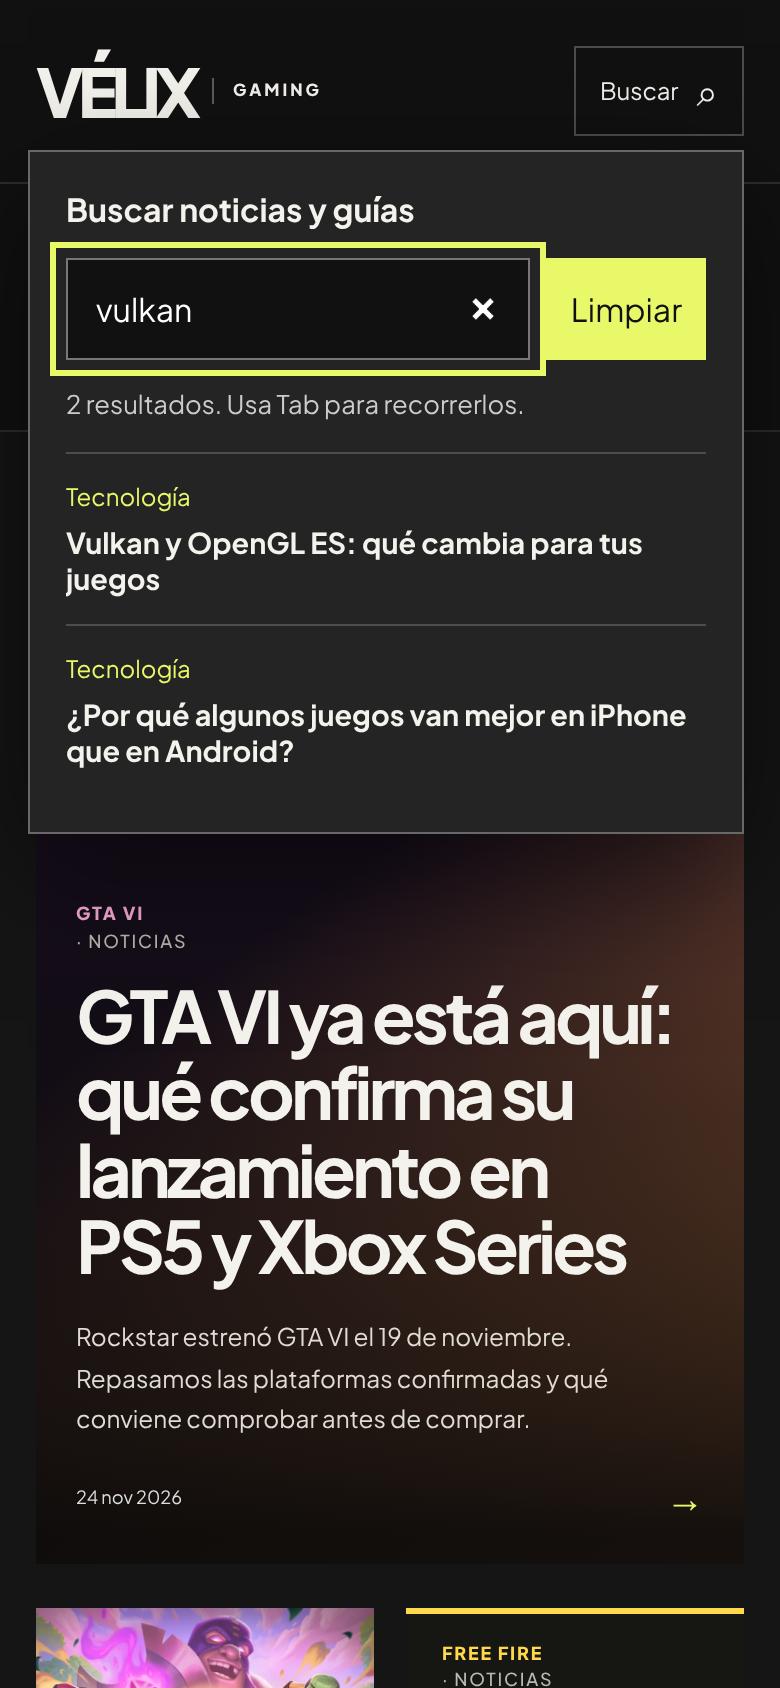 VÉLIX
GAMING
Buscar
Buscar noticias y guías
vulkan
Limpiar
2 resultados. Usa Tab para recorrerlos.
Tecnología
Vulkan y OpenGL ES: qué cambia para tus
juegos
Tecnología
¿Por qué algunos juegos van mejor en iPhone
que en Android?
GTA VI
· NOTICIAS
GTA VI ya está aquí:
qué confirma su
lanzamiento en
PS5 y Xbox Series
Rockstar estrenó GTA VI el 19 de noviembre.
Repasamos las plataformas confirmadas y qué
conviene comprobar antes de comprar.
24 nov 2026
→
FREE FIRE
· NOTICIAS